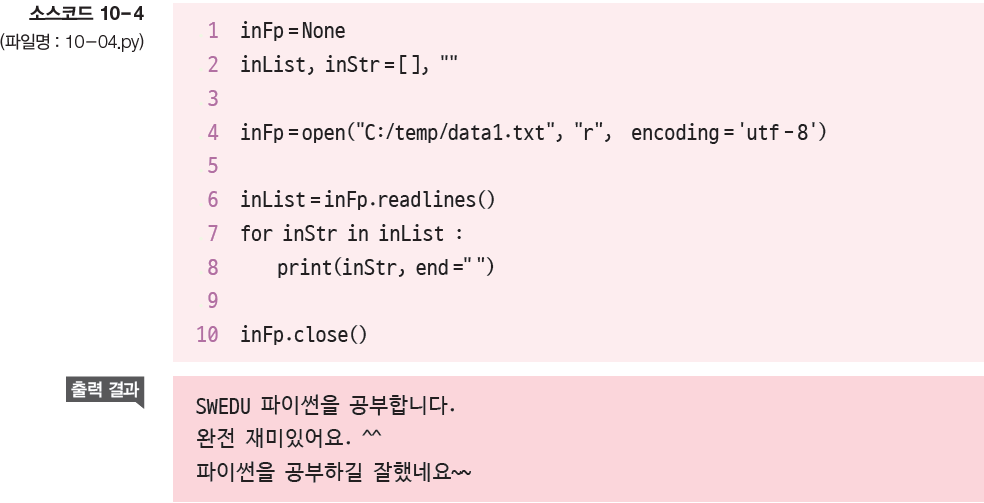 소스코드 10-4
(파일명 : 10-04.py)
1 inFp=None
2 inList, inStr=[], ""
3
4 inFp=open("C:/temp/data1.txt", "r", encoding='utf-8')
5
6 inList=inFp.readlines()
7 for inStr in inList :
8 print(inStr, end="")
9
10 inFp.close()
출력 결과
SWEDU 파이썬을 공부합니다.
완전 재미있어요. ^^
파이썬을 공부하길 잘했네요~~